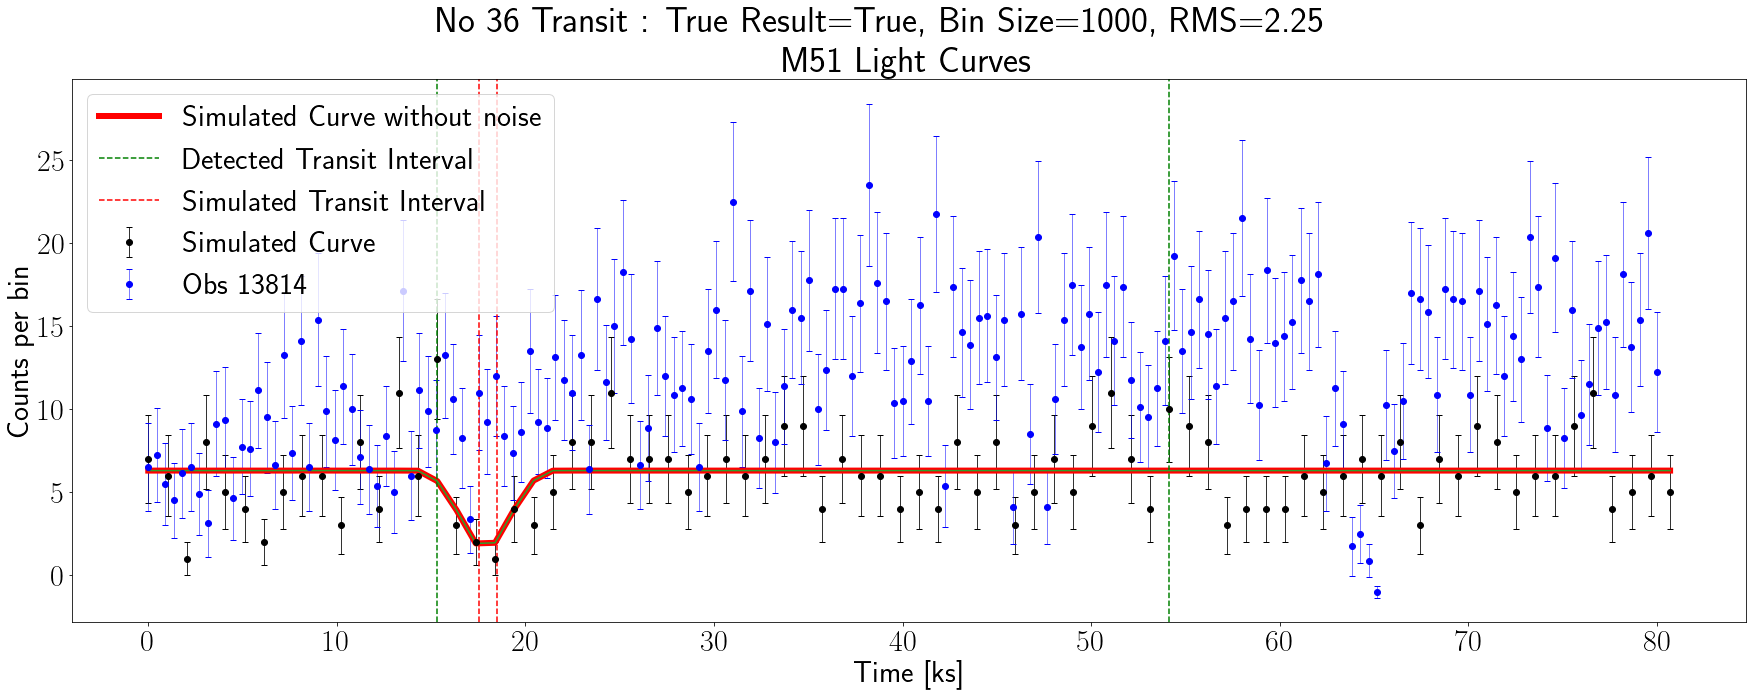 No 36 Transit : True Result=True, Bin Size=1000, RMS=2.25
M51 Light Curves
Simulated Curve without noise
Detected Transit Interval
Simulated Transit Interval
Simulated Curve
Obs 13814
Counts per bin
25
20
15
10
5
0
0 10 20 30 40 50 60 70 80
Time [ks]